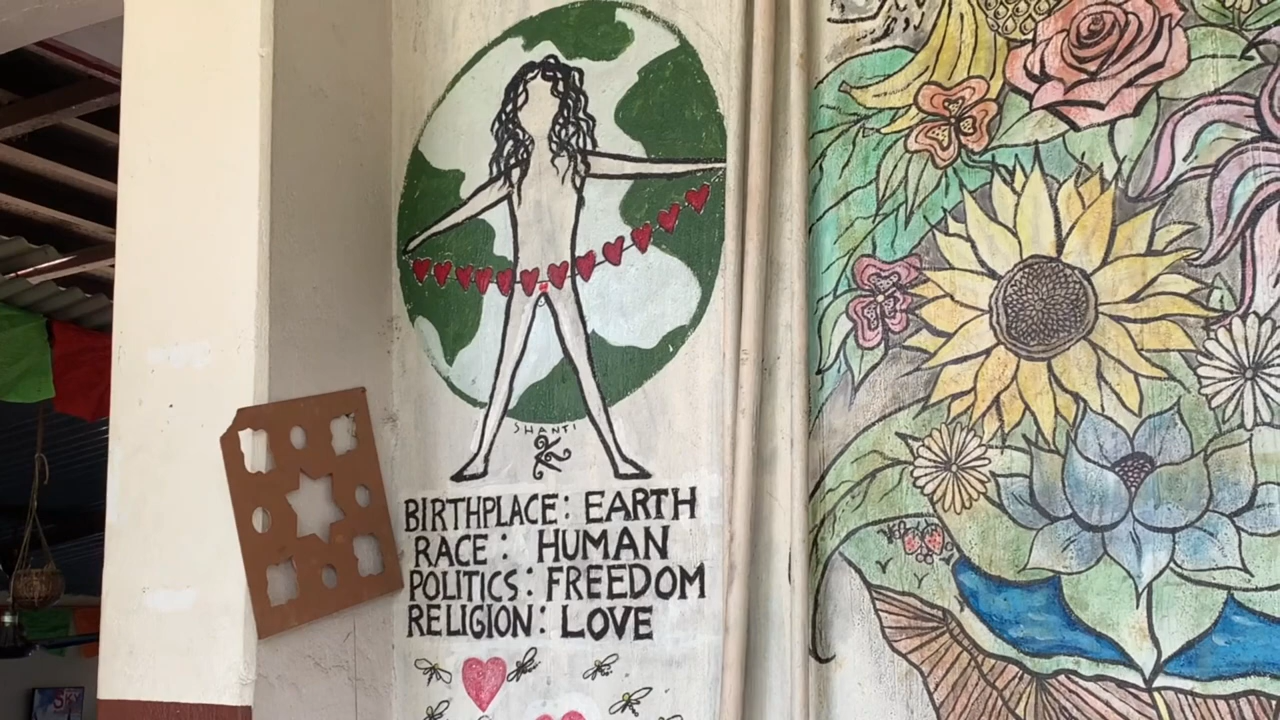 SHANTI
BIRTHPLACE: EARTH
RACE: HUMAN
POLITICS: FREEDOM
RELIGION: LOVE